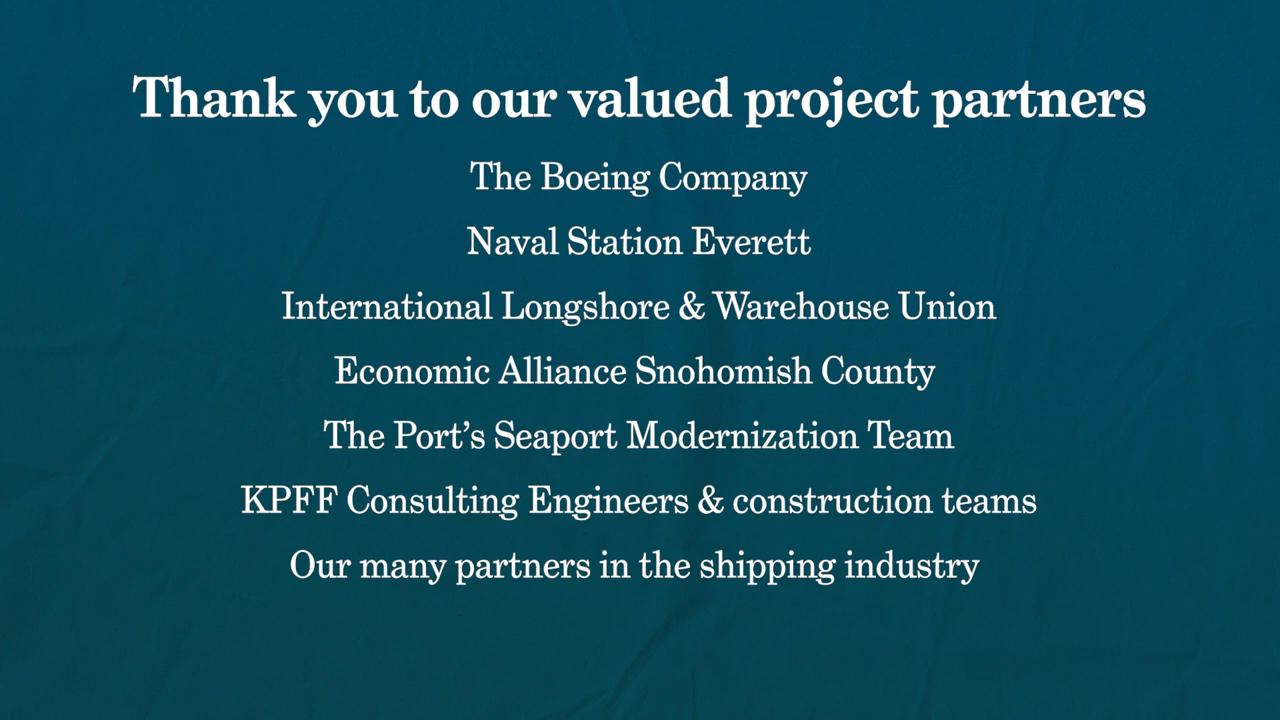 Thank you to our valued project partners
The Boeing Company
Naval Station Everett
International Longshore & Warehouse Union
Economic Alliance Snohomish County
The Port’s Seaport Modernization Team
KPFF Consulting Engineers & construction teams
Our many partners in the shipping industry